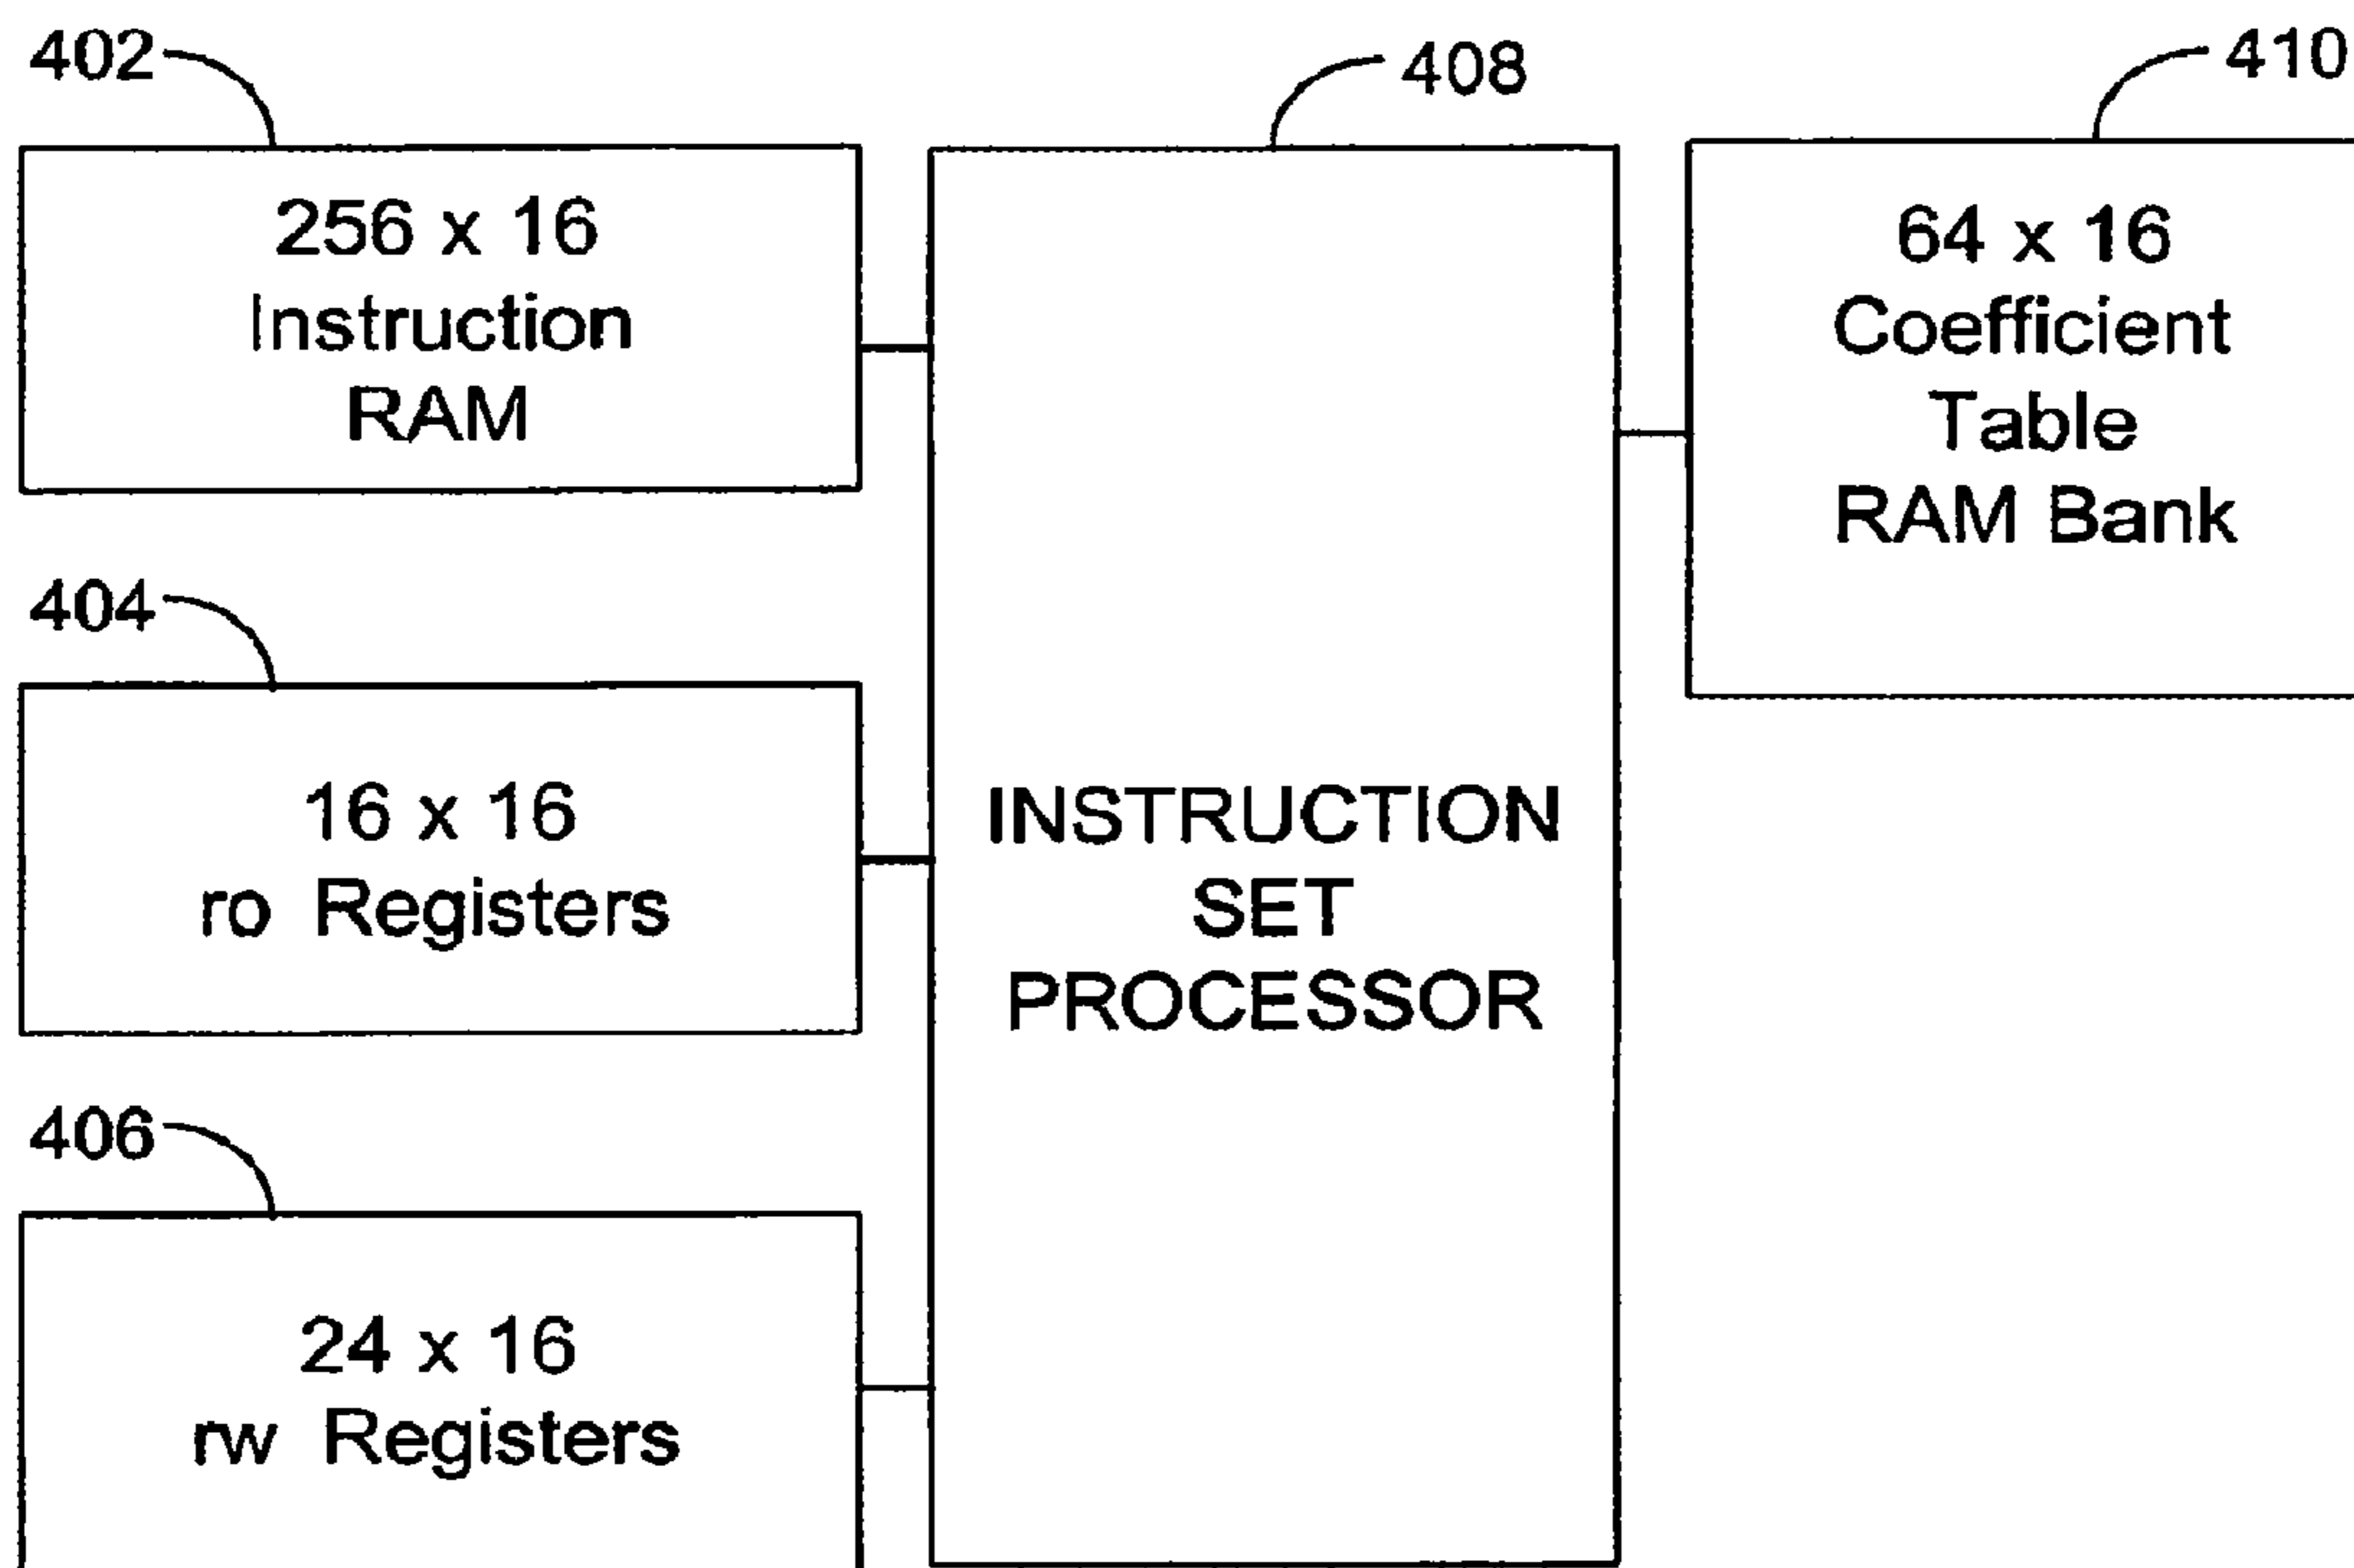 402
256 x 16
Instruction
RAM
404
16 x 16
ro Registers
406
24 x 16
rw Registers
408
INSTRUCTION
SET
PROCESSOR
410
64 x 16
Coefficient
Table
RAM Bank